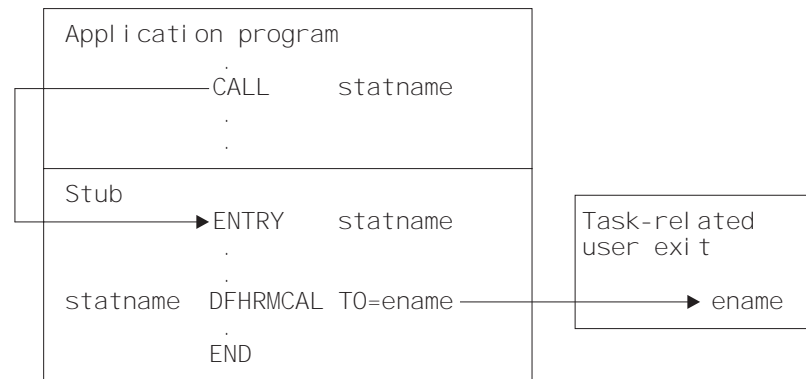 Application program
.
CALL statname
.
.
Stub
ENTRY statname
.
.
statname DFHRMCAL TO=ename
.
END
Task-related
user exit
ename